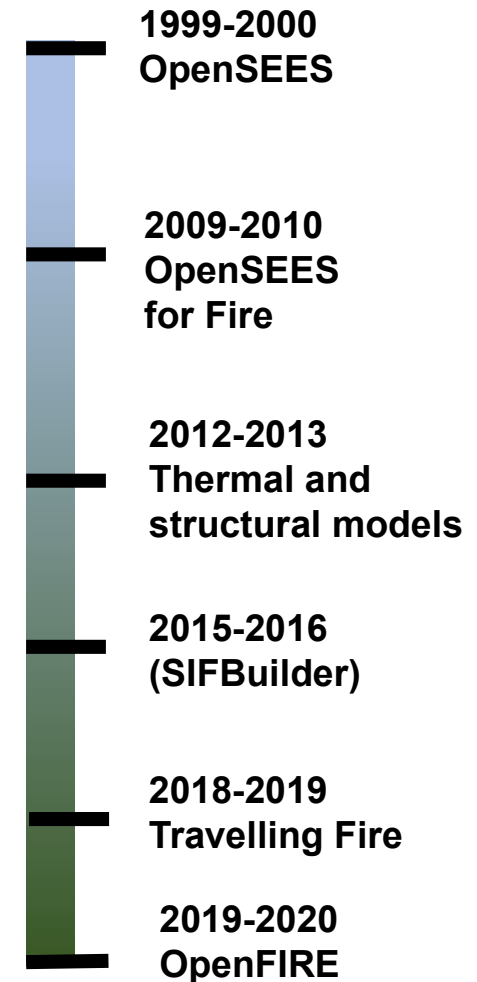 1999-2000
OpenSEES
2009-2010
OpenSEES
for Fire
2012-2013
Thermal and
structural models
2015-2016
(SIFBuilder)
2018-2019
Travelling Fire
2019-2020
OpenFIRE